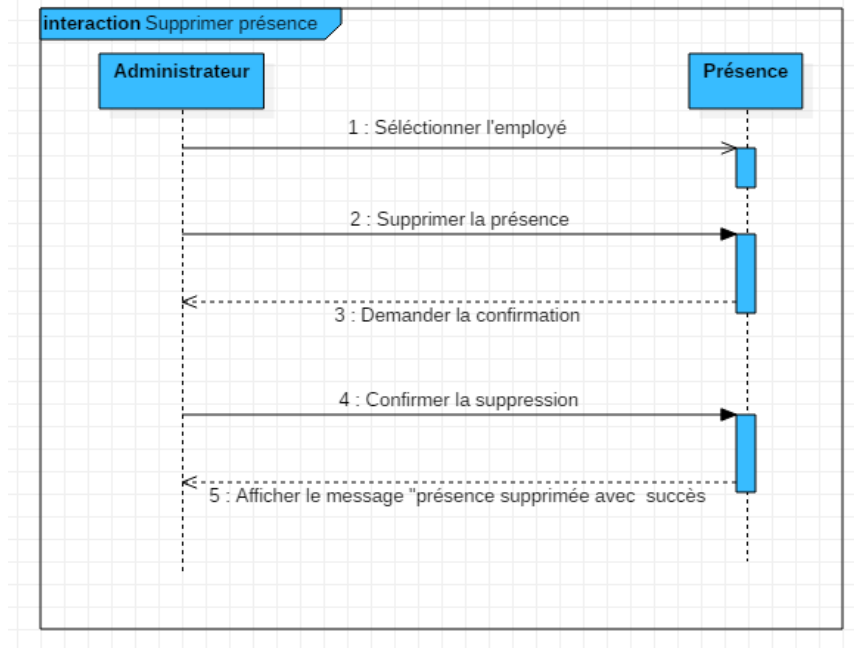 interaction Supprimer présence
Administrateur
Présence
1 : Séléctionner l'employé
2 : Supprimer la présence
3 : Demander la confirmation
4 : Confirmer la suppression
5 : Afficher le message "présence supprimée avec  succès